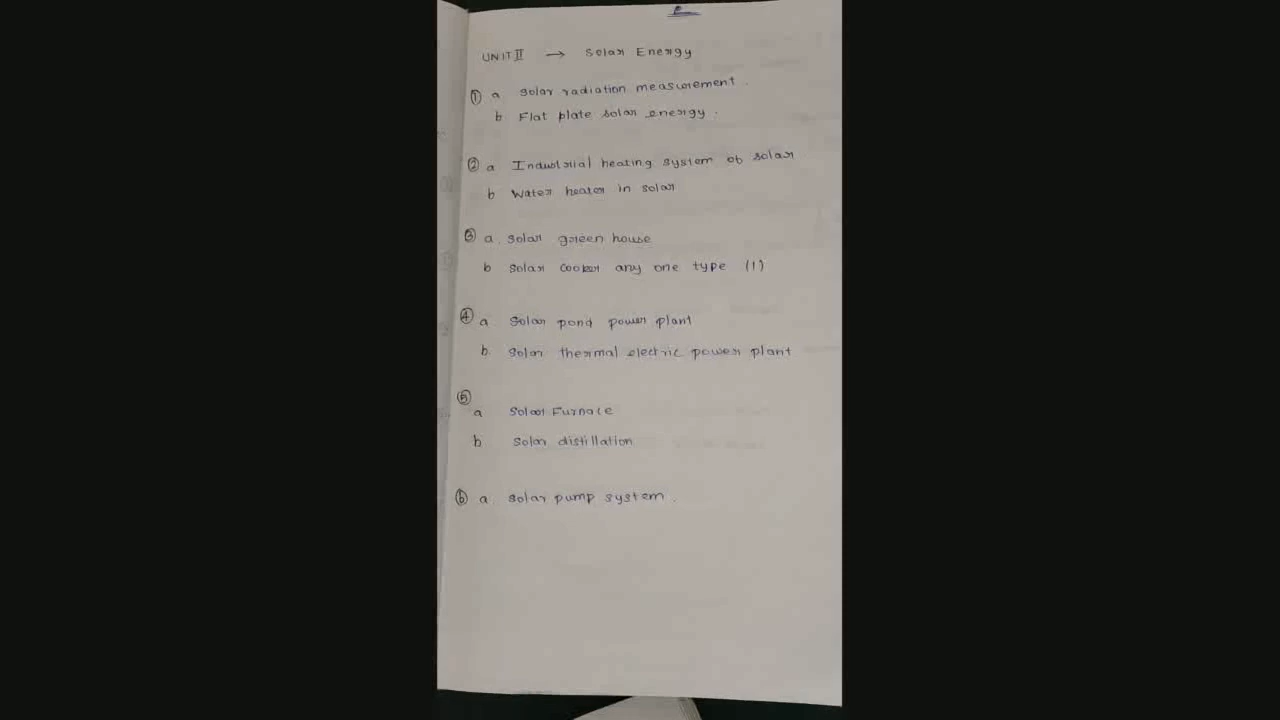 UNIT II → Solar Energy
① a solar radiation measurement.
b Flat plate solar energy.
② a Industrial heating system of solar
b Water heater in solar
③ a. solar green house
b Solar cooker any one type (1)
④ a. Solar pond power plant
b. Solar thermal electric power plant
⑤
a Solar Furnace
b Solar distillation
⑥ a. solar pump system.